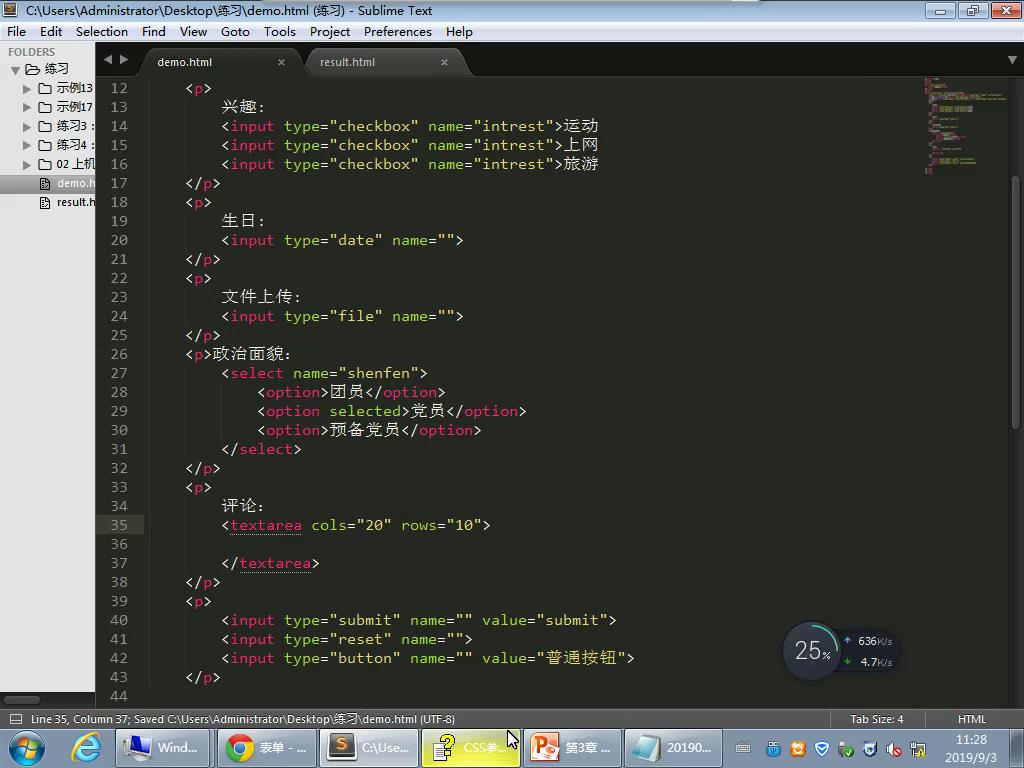 C:\Users\Administrator\Desktop\练习\demo.html (练习) - Sublime Text
File Edit Selection Find View Goto Tools Project Preferences Help
FOLDERS
练习
示例13
示例17
练习3 :
练习4 :
02 上机
demo.h
result.h
demo.html × result.html ×
12 <p>
13 兴趣:
14 <input type="checkbox" name="intrest">运动
15 <input type="checkbox" name="intrest">上网
16 <input type="checkbox" name="intrest">旅游
17 </p>
18 <p>
19 生日:
20 <input type="date" name="">
21 </p>
22 <p>
23 文件上传:
24 <input type="file" name="">
25 </p>
26 <p>政治面貌:
27 <select name="shenfen">
28 <option>团员</option>
29 <option selected>党员</option>
30 <option>预备党员</option>
31 </select>
32 </p>
33 <p>
34 评论:
35 <textarea cols="20" rows="10">
36
37 </textarea>
38 </p>
39 <p>
40 <input type="submit" name="" value="submit">
41 <input type="reset" name="">
42 <input type="button" name="" value="普通按钮">
43 </p>
44
25%
636K/s
4.7K/s
Line 35, Column 37; Saved C:\Users\Administrator\Desktop\练习\demo.html (UTF-8) Tab Size: 4 HTML
Wind... 表单 - ... C:\Use... CSS参... 第3章 ... 20190...
11:28
2019/9/3